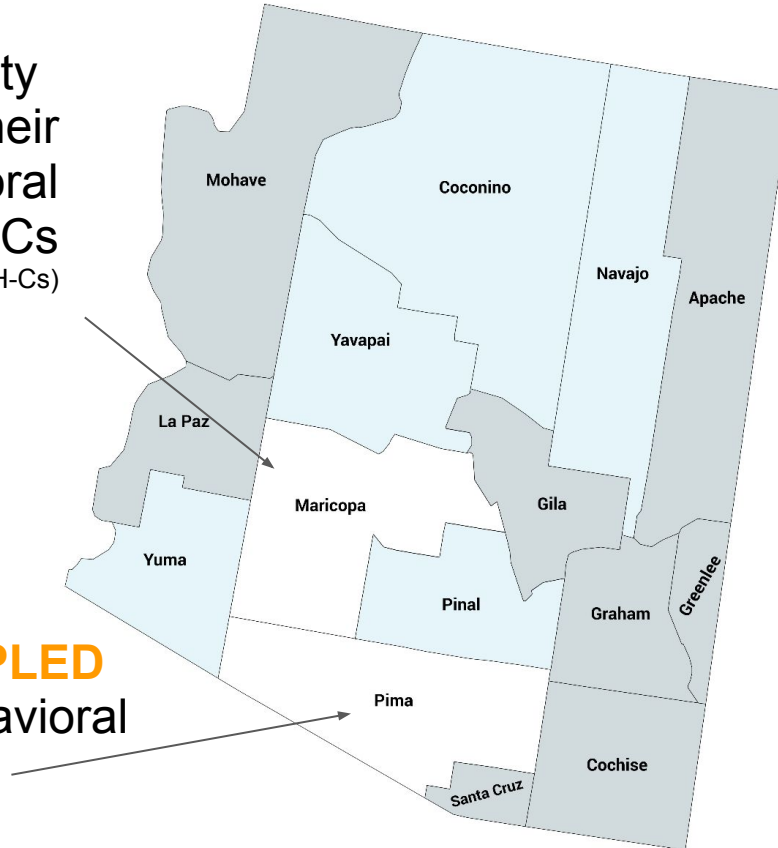 ty
heir
oral
Cs
H-Cs)
Mohave
Coconino
Navajo
Apache
Yavapai
La Paz
Maricopa
Gila
Yuma
Pinal
Graham
Greenlee
PLED
avioral
Pima
Cochise
Santa Cruz